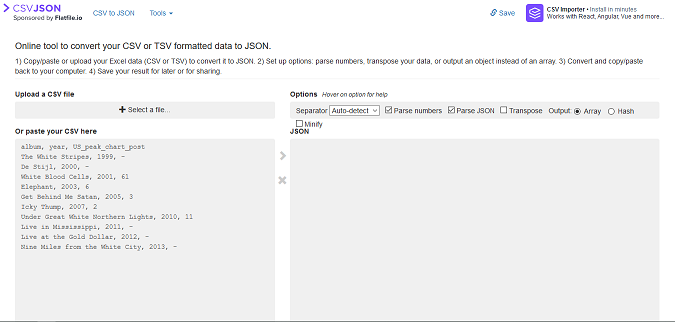 CSVJSON
Sponsored by Flatfile.io
CSV to JSON
Tools
Save
CSV Importer • Install in minutes
Works with React, Angular, Vue and more...
Online tool to convert your CSV or TSV formatted data to JSON.
1) Copy/paste or upload your Excel data (CSV or TSV) to convert it to JSON. 2) Set up options: parse numbers, transpose your data, or output an object instead of an array. 3) Convert and copy/paste
back to your computer. 4) Save your result for later or for sharing.
Upload a CSV file
Select a file...
Or paste your CSV here
album, year, US_peak_chart_post
The White Stripes, 1999, -
De Stijl, 2000, -
White Blood Cells, 2001, 61
Elephant, 2003, 6
Get Behind Me Satan, 2005, 3
Icky Thump, 2007, 2
Under Great White Northern Lights, 2010, 11
Live in Mississippi, 2011, -
Live at the Gold Dollar, 2012, -
Nine Miles from the White City, 2013, -
Options Hover on option for help
Separator Auto-detect Parse numbers Parse JSON Transpose Output: Array Hash
Minify
JSON